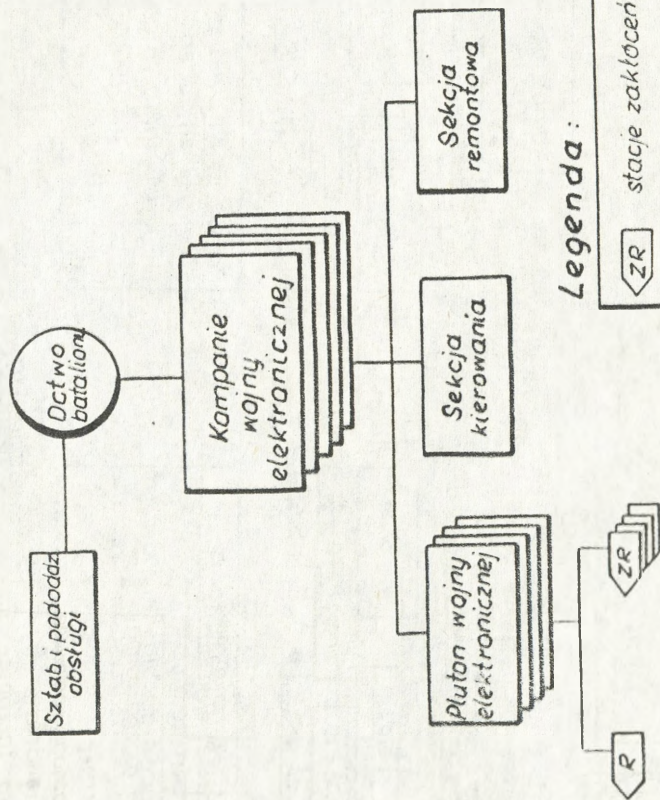 Dctwo
batalionu
Sztab i pododdz
obsługi
Kompanie
wojny
elektronicznej
Pluton wojny
elektronicznej
Sekcja
kierowania
Sekcja
remontowa
R
ZR
Legenda:
ZR stacje zakłóceń